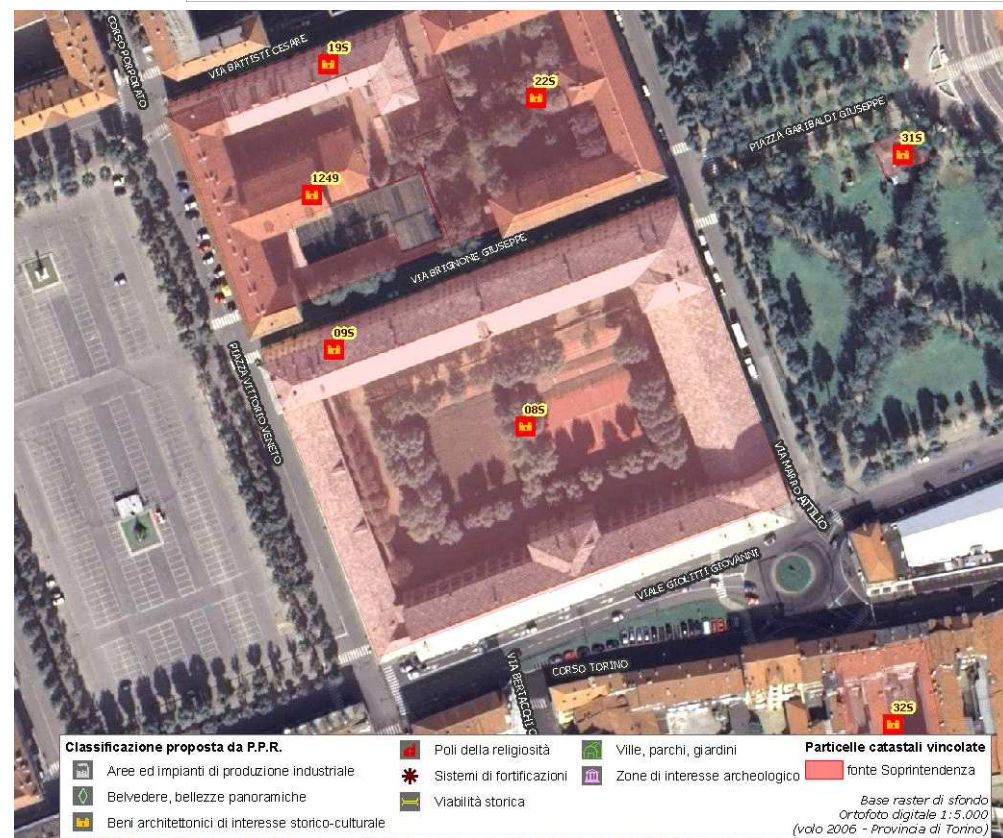 CORSO PORPORATO
VIA BATTISTI CESARE
19S
22S
PIAZZA GARIBALDI GIUSEPPE
31S
1249
VIA BRIGNONE GIUSEPPE
09S
PIAZZA VITTORIO VENETO
08S
VIA MARRO ATTILIO
VIALE GIOLITTI GIOVANNI
CORSO TORINO
VIA BERTACCHI
32S
Classificazione proposta da P.P.R.
Aree ed impianti di produzione industriale
Belvedere, bellezze panoramiche
Beni architettonici di interesse storico-culturale
Poli della religiosità
Sistemi di fortificazioni
Viabilità storica
Ville, parchi, giardini
Zone di interesse archeologico
Particelle catastali vincolate
fonte Soprintendenza
Base raster di sfondo
Ortofoto digitale 1:5.000
(volo 2006 - Provincia di Torino)